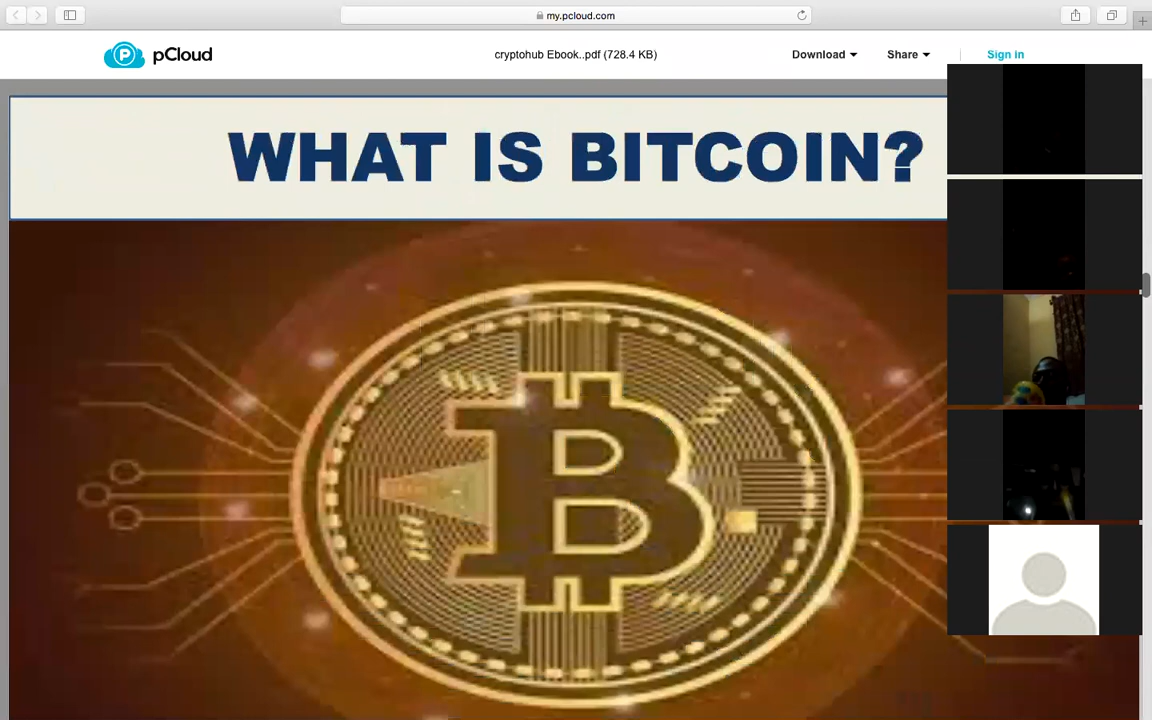 my.pcloud.com
P pCloud
cryptohub Ebook..pdf (728.4 KB)
Download
Share
Sign In
WHAT IS BITCOIN?